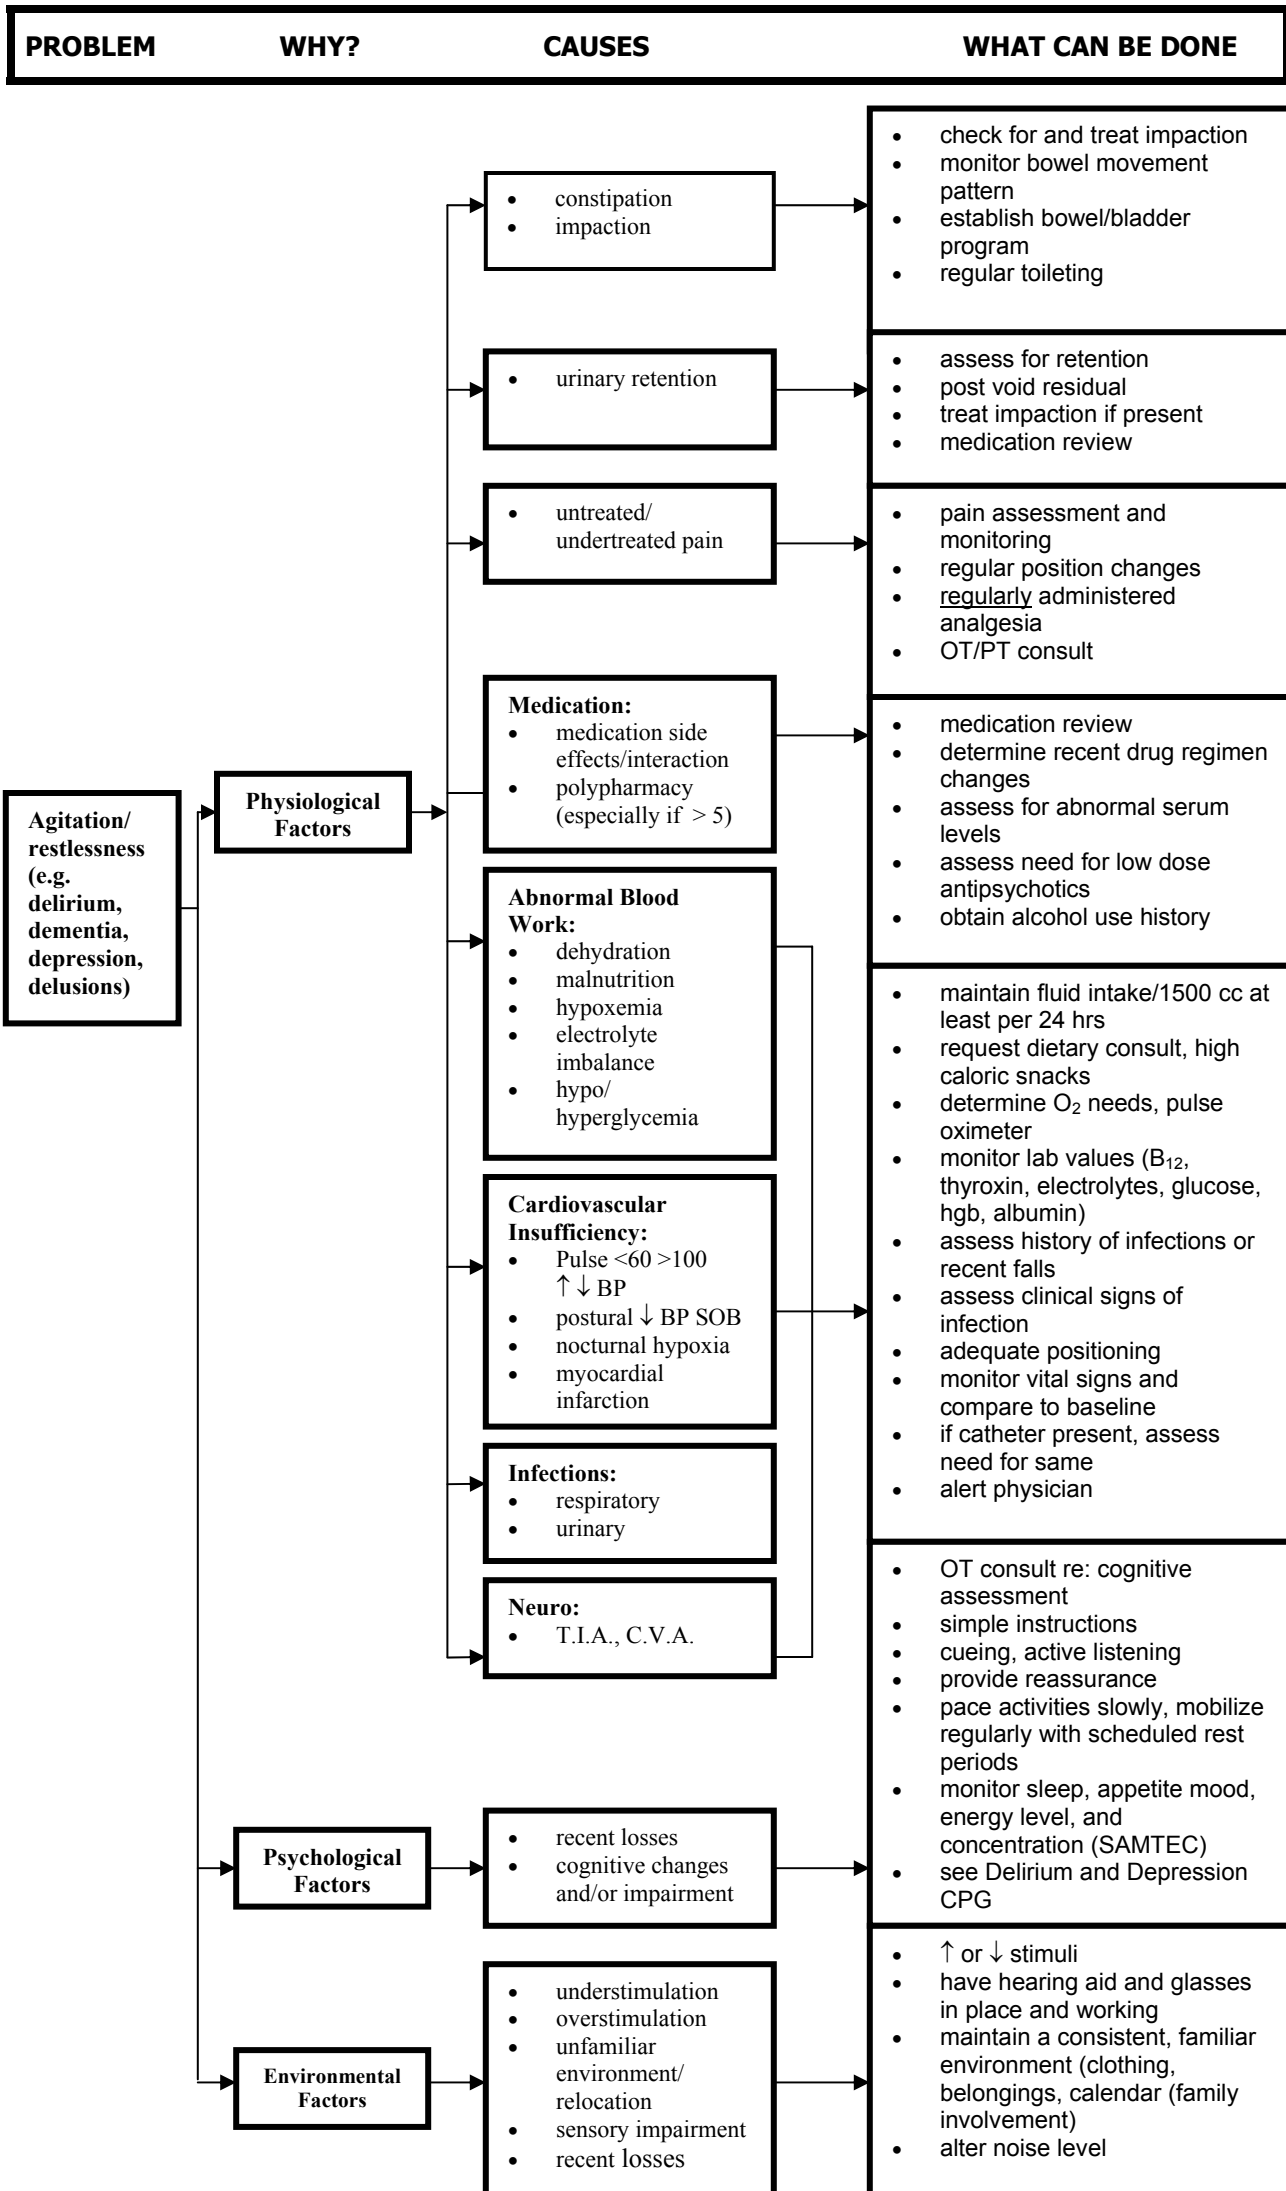 PROBLEM WHY? CAUSES WHAT CAN BE DONE
Agitation/
restlessness
(e.g.
delirium,
dementia,
depression,
delusions)
Physiological
Factors
• constipation
• impaction
• check for and treat impaction
• monitor bowel movement
pattern
• establish bowel/bladder
program
• regular toileting
• urinary retention
• assess for retention
• post void residual
• treat impaction if present
• medication review
• untreated/
undertreated pain
• pain assessment and
monitoring
• regular position changes
• regularly administered
analgesia
• OT/PT consult
Medication:
• medication side
effects/interaction
• polypharmacy
(especially if > 5)
• medication review
• determine recent drug regimen
changes
• assess for abnormal serum
levels
• assess need for low dose
antipsychotics
• obtain alcohol use history
Abnormal Blood
Work:
• dehydration
• malnutrition
• hypoxemia
• electrolyte
imbalance
• hypo/
hyperglycemia
Cardiovascular
Insufficiency:
• Pulse <60 >100
↑ ↓ BP
• postural ↓ BP SOB
• nocturnal hypoxia
• myocardial
infarction
Infections:
• respiratory
• urinary
Neuro:
• T.I.A., C.V.A.
• maintain fluid intake/1500 cc at
least per 24 hrs
• request dietary consult, high
caloric snacks
• determine O₂ needs, pulse
oximeter
• monitor lab values (B₁₂,
thyroxin, electrolytes, glucose,
hgb, albumin)
• assess history of infections or
recent falls
• assess clinical signs of
infection
• adequate positioning
• monitor vital signs and
compare to baseline
• if catheter present, assess
need for same
• alert physician
Psychological
Factors
• recent losses
• cognitive changes
and/or impairment
• OT consult re: cognitive
assessment
• simple instructions
• cueing, active listening
• provide reassurance
• pace activities slowly, mobilize
regularly with scheduled rest
periods
• monitor sleep, appetite mood,
energy level, and
concentration (SAMTEC)
• see Delirium and Depression
CPG
Environmental
Factors
• understimulation
• overstimulation
• unfamiliar
environment/
relocation
• sensory impairment
• recent losses
• ↑ or ↓ stimuli
• have hearing aid and glasses
in place and working
• maintain a consistent, familiar
environment (clothing,
belongings, calendar (family
involvement)
• alter noise level